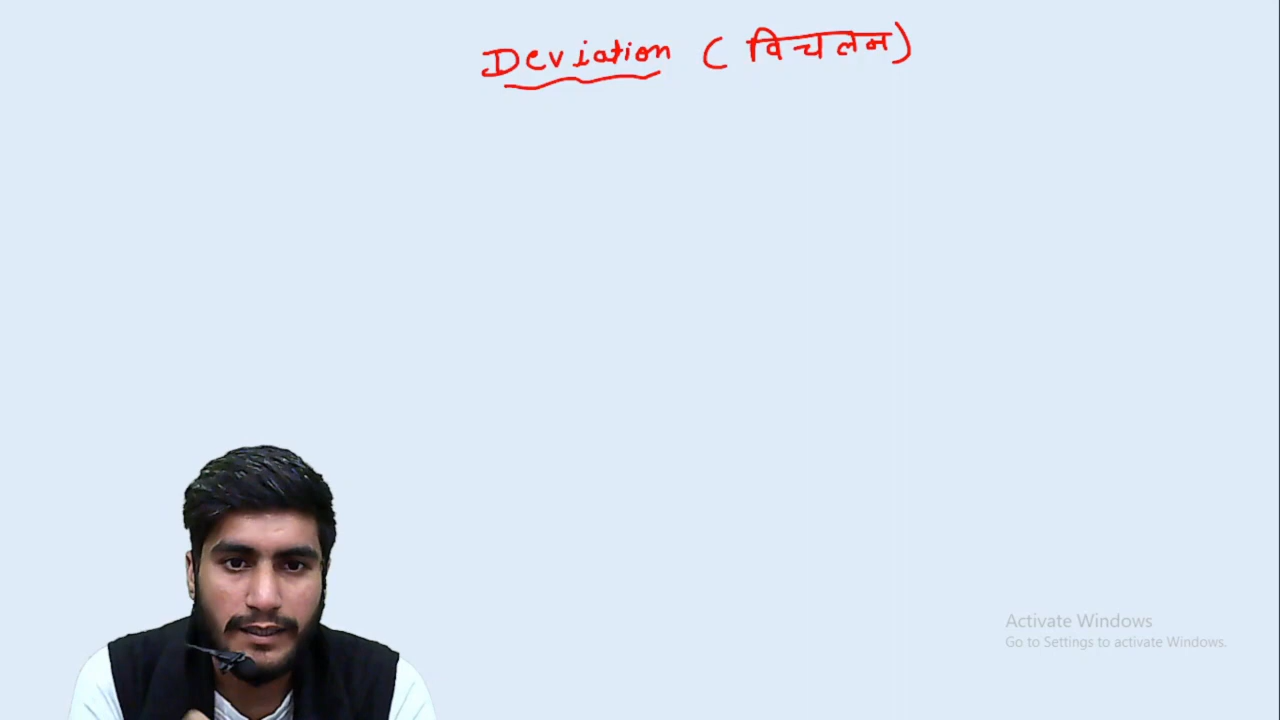 Deviation (विचलन)
Activate Windows
Go to Settings to activate Windows.